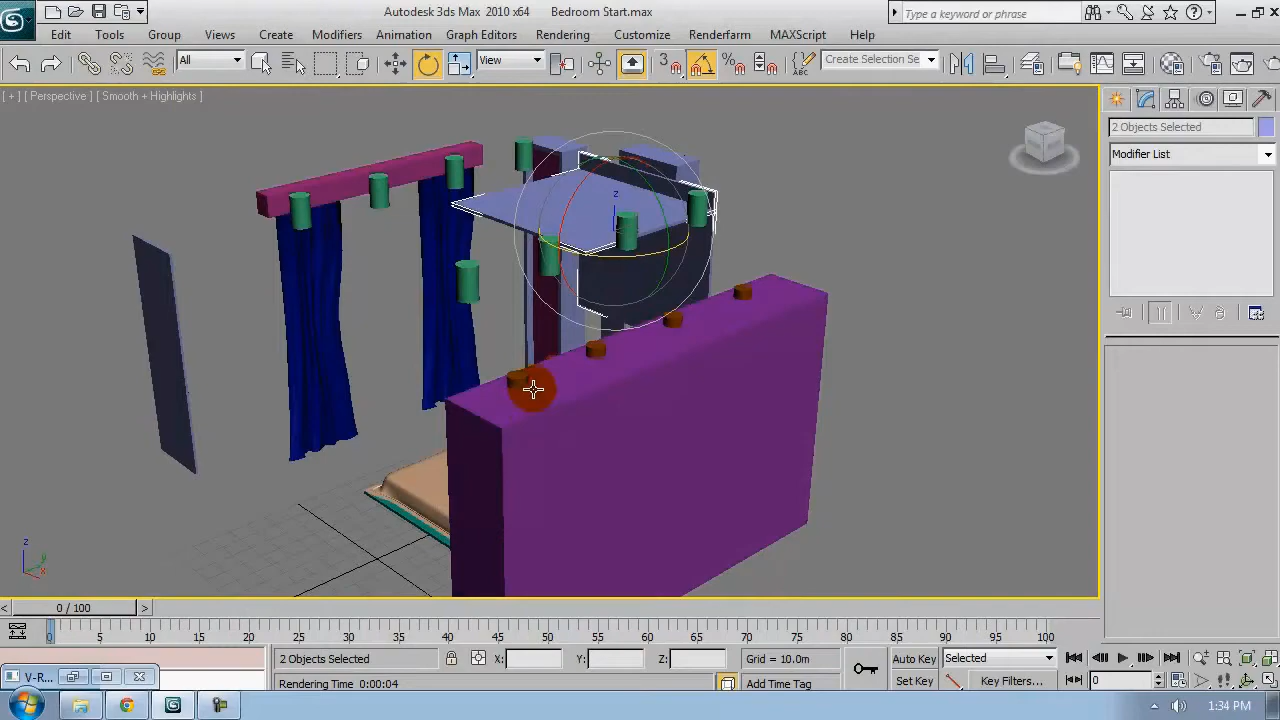 Autodesk 3ds Max 2010 x64 Bedroom Start.max
Type a keyword or phrase
Edit Tools Group Views Create Modifiers Animation Graph Editors Rendering Customize Renderfarm MAXScript Help
All View Create Selection Se
3
[ + ] [ Perspective ] [ Smooth + Highlights ]
2 Objects Selected
Modifier List
z
z
x
< 0 / 100 >
0 5 10 15 20 25 30 35 40 45 50 55 60 65 70 75 80 85 90 95 100
2 Objects Selected X: Y: Z: Grid = 10.0m Auto Key Selected
V-R...
Rendering Time 0:00:04 Add Time Tag Set Key Key Filters... 0
1:34 PM